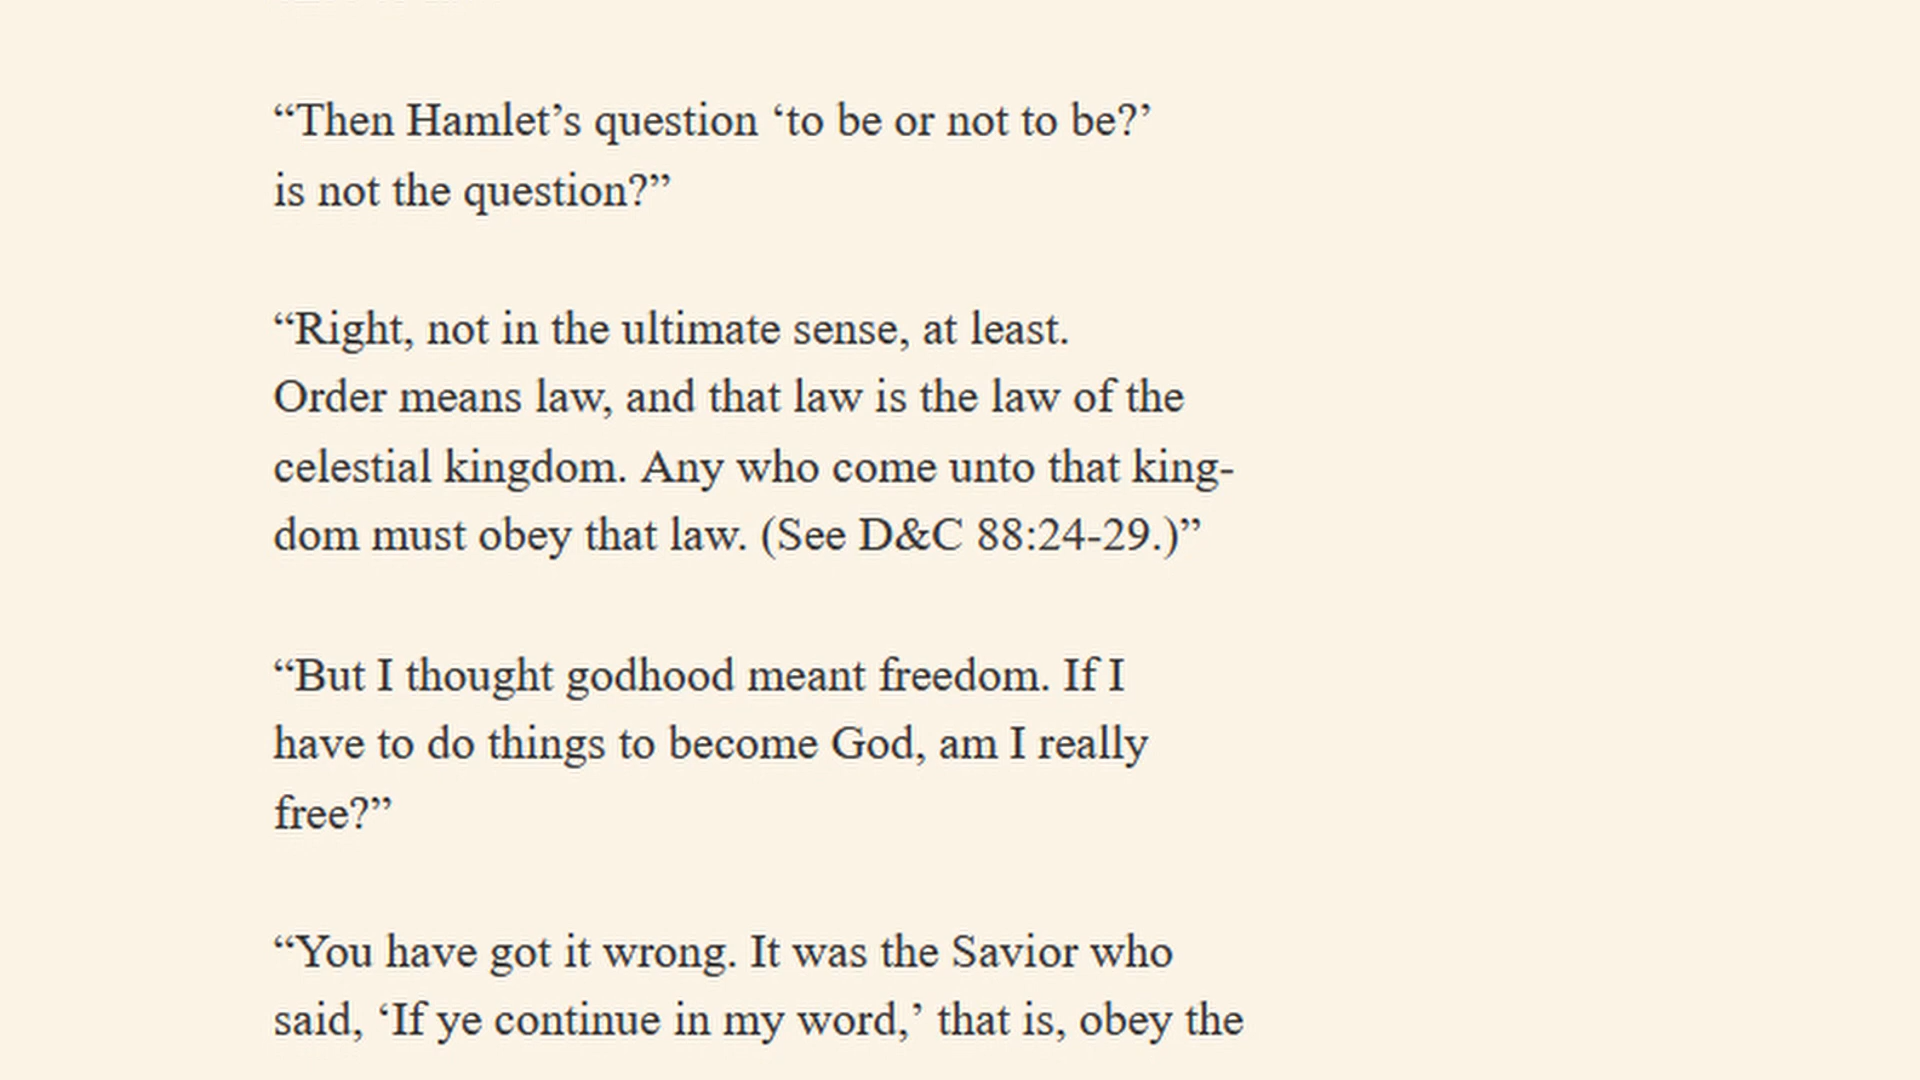 “Then Hamlet’s question ‘to be or not to be?’
is not the question?”
“Right, not in the ultimate sense, at least.
Order means law, and that law is the law of the
celestial kingdom. Any who come unto that king-
dom must obey that law. (See D&C 88:24-29.)”
“But I thought godhood meant freedom. If I
have to do things to become God, am I really
free?”
“You have got it wrong. It was the Savior who
said, ‘If ye continue in my word,’ that is, obey the